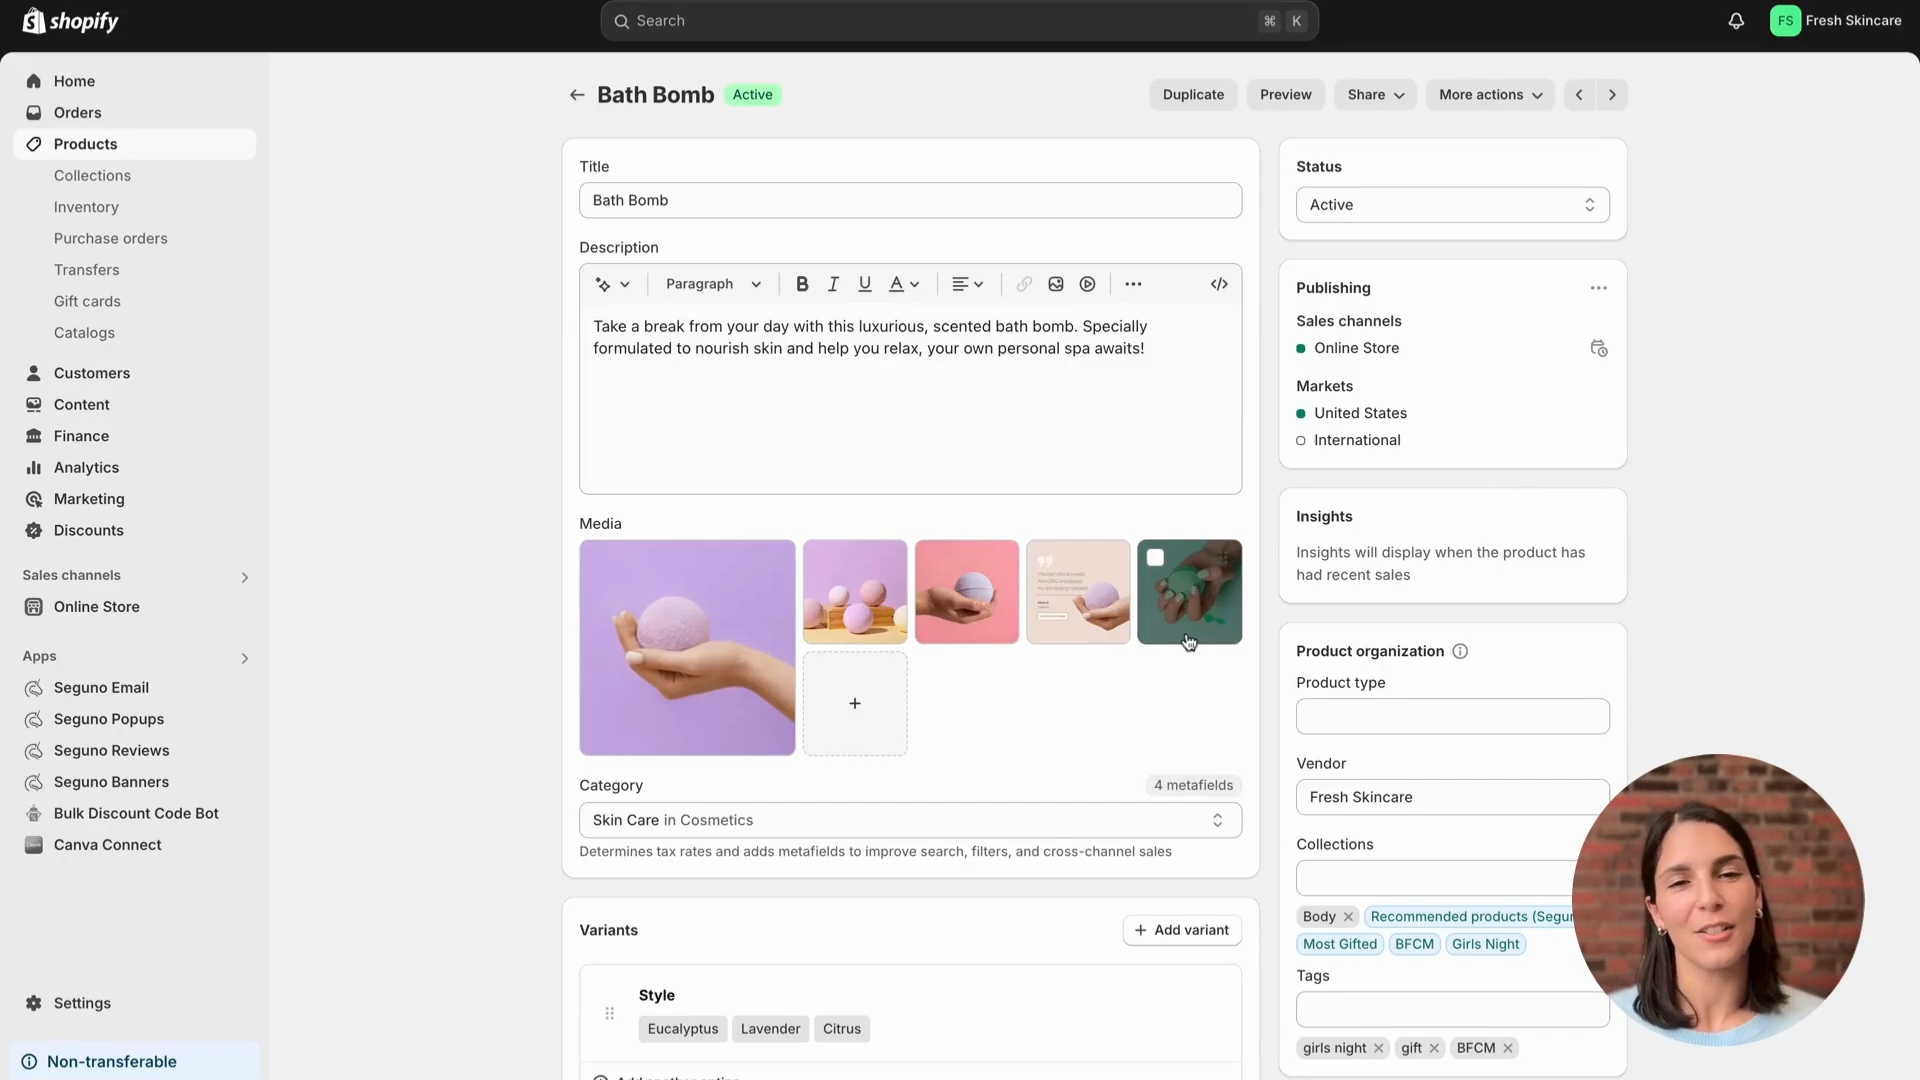 shopify
Search
⌘ K
FS
Fresh Skincare
Home
Orders
Products
Collections
Inventory
Purchase orders
Transfers
Gift cards
Catalogs
Customers
Content
Finance
Analytics
Marketing
Discounts
Sales channels
Online Store
Apps
Seguno Email
Seguno Popups
Seguno Reviews
Seguno Banners
Bulk Discount Code Bot
Canva Connect
Settings
Non-transferable
Bath Bomb
Active
Duplicate
Preview
Share
More actions
Title
Bath Bomb
Description
Paragraph
B I U A
Take a break from your day with this luxurious, scented bath bomb. Specially
formulated to nourish skin and help you relax, your own personal spa awaits!
Media
Category
4 metafields
Skin Care in Cosmetics
Determines tax rates and adds metafields to improve search, filters, and cross-channel sales
Variants
Add variant
Style
Eucalyptus
Lavender
Citrus
Status
Active
Publishing
Sales channels
Online Store
Markets
United States
International
Insights
Insights will display when the product has
had recent sales
Product organization
Product type
Vendor
Fresh Skincare
Collections
Body
Recommended products (Segun
Most Gifted
BFCM
Girls Night
Tags
girls night
gift
BFCM